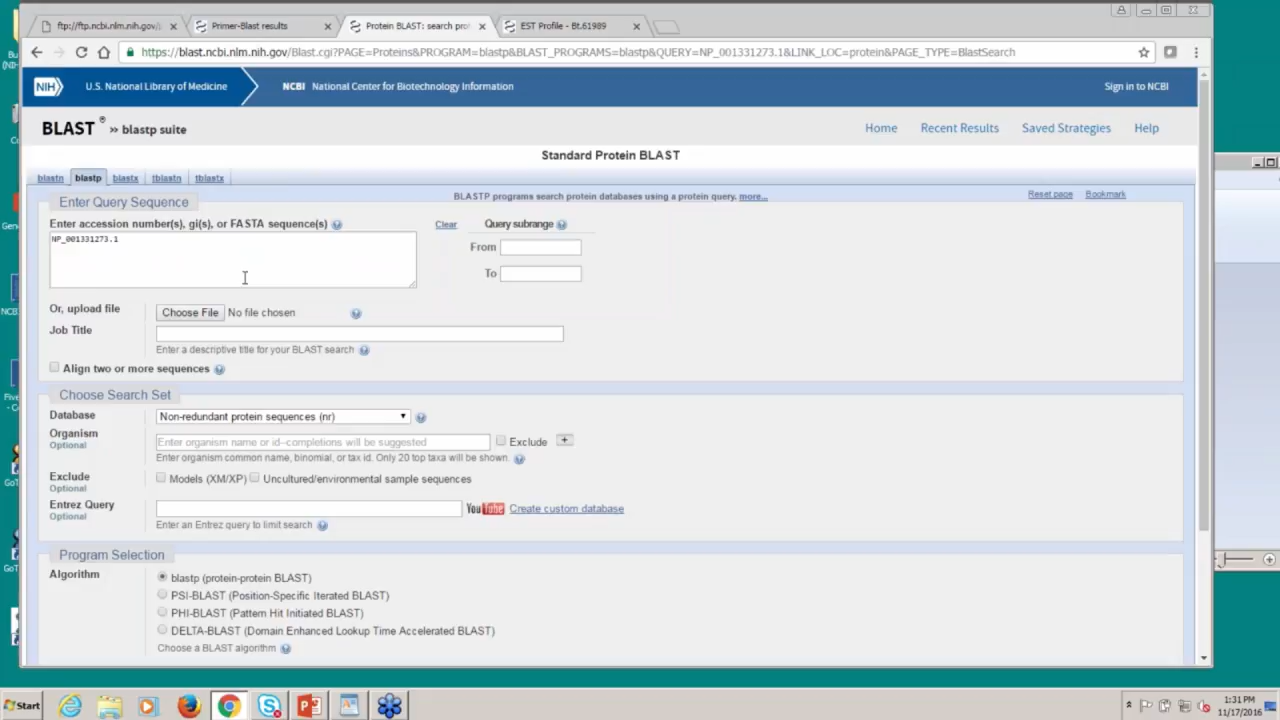 ftp://ftp.ncbi.nlm.nih.gov/ Primer-Blast results Protein BLAST: search pro EST Profile - Bt.61989
https://blast.ncbi.nlm.nih.gov/Blast.cgi?PAGE=Proteins&PROGRAM=blastp&BLAST_PROGRAMS=blastp&QUERY=NP_001331273.1&LINK_LOC=protein&PAGE_TYPE=BlastSearch
NIH U.S. National Library of Medicine NCBI National Center for Biotechnology Information Sign in to NCBI
BLAST ® » blastp suite Home Recent Results Saved Strategies Help
Standard Protein BLAST
blastn blastp blastx tblastn tblastx
Enter Query Sequence BLASTP programs search protein databases using a protein query. more... Reset page Bookmark
Enter accession number(s), gi(s), or FASTA sequence(s) Clear Query subrange
NP_001331273.1
From
To
Or, upload file Choose File No file chosen
Job Title
Enter a descriptive title for your BLAST search
Align two or more sequences
Choose Search Set
Database Non-redundant protein sequences (nr)
Organism Enter organism name or id--completions will be suggested Exclude +
Optional Enter organism common name, binomial, or tax id. Only 20 top taxa will be shown.
Exclude Models (XM/XP) Uncultured/environmental sample sequences
Optional
Entrez Query YouTube Create custom database
Optional Enter an Entrez query to limit search
Program Selection
Algorithm blastp (protein-protein BLAST)
PSI-BLAST (Position-Specific Iterated BLAST)
PHI-BLAST (Pattern Hit Initiated BLAST)
DELTA-BLAST (Domain Enhanced Lookup Time Accelerated BLAST)
Choose a BLAST algorithm
Start 1:31 PM
11/17/2016